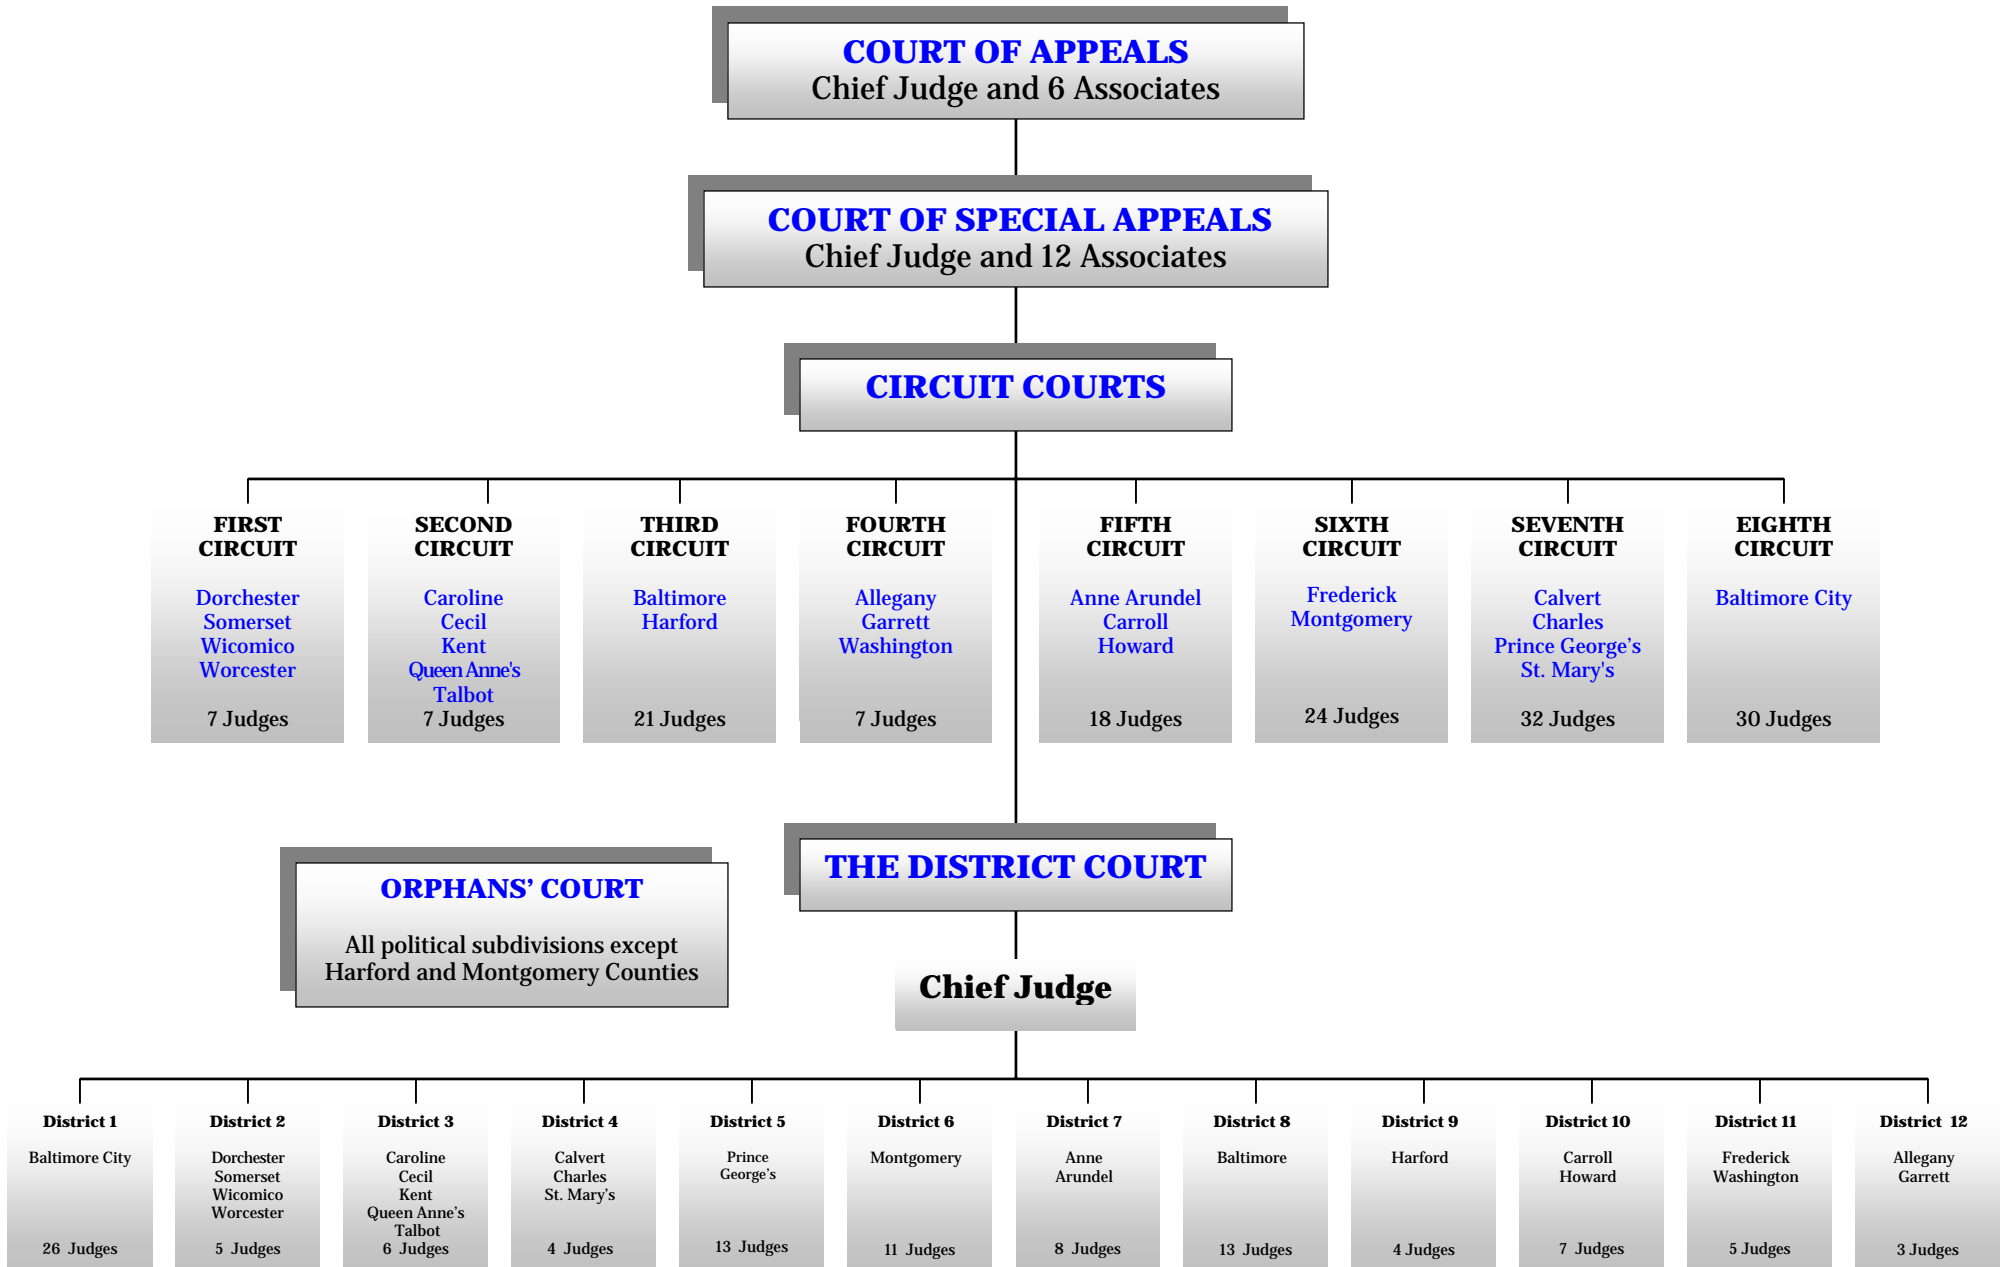 COURT OF APPEALS
Chief Judge and 6 Associates
COURT OF SPECIAL APPEALS
Chief Judge and 12 Associates
CIRCUIT COURTS
FIRST
CIRCUIT
Dorchester
Somerset
Wicomico
Worcester
7 Judges
SECOND
CIRCUIT
Caroline
Cecil
Kent
Queen Anne's
Talbot
7 Judges
THIRD
CIRCUIT
Baltimore
Harford
21 Judges
FOURTH
CIRCUIT
Allegany
Garrett
Washington
7 Judges
FIFTH
CIRCUIT
Anne Arundel
Carroll
Howard
18 Judges
SIXTH
CIRCUIT
Frederick
Montgomery
24 Judges
SEVENTH
CIRCUIT
Calvert
Charles
Prince George’s
St. Mary's
32 Judges
EIGHTH
CIRCUIT
Baltimore City
30 Judges
ORPHANS’ COURT
All political subdivisions except
Harford and Montgomery Counties
THE DISTRICT COURT
Chief Judge
District 1
Baltimore City
26 Judges
District 2
Dorchester
Somerset
Wicomico
Worcester
5 Judges
District 3
Caroline
Cecil
Kent
Queen Anne’s
Talbot
6 Judges
District 4
Calvert
Charles
St. Mary’s
4 Judges
District 5
Prince
George’s
13 Judges
District 6
Montgomery
11 Judges
District 7
Anne
Arundel
8 Judges
District 8
Baltimore
13 Judges
District 9
Harford
4 Judges
District 10
Carroll
Howard
7 Judges
District 11
Frederick
Washington
5 Judges
District 12
Allegany
Garrett
3 Judges